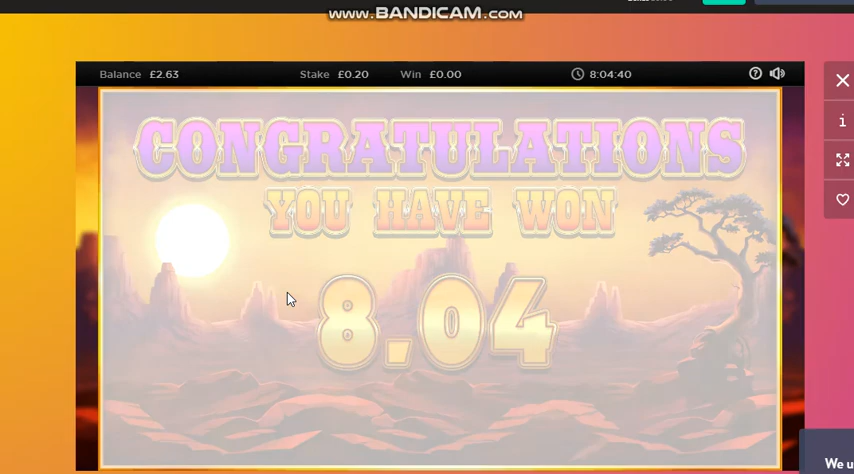 www.BANDICAM.com
Balance £2.63 Stake £0.20 Win £0.00 8:04:40
CONGRATULATIONS
YOU HAVE WON
8.04
We u